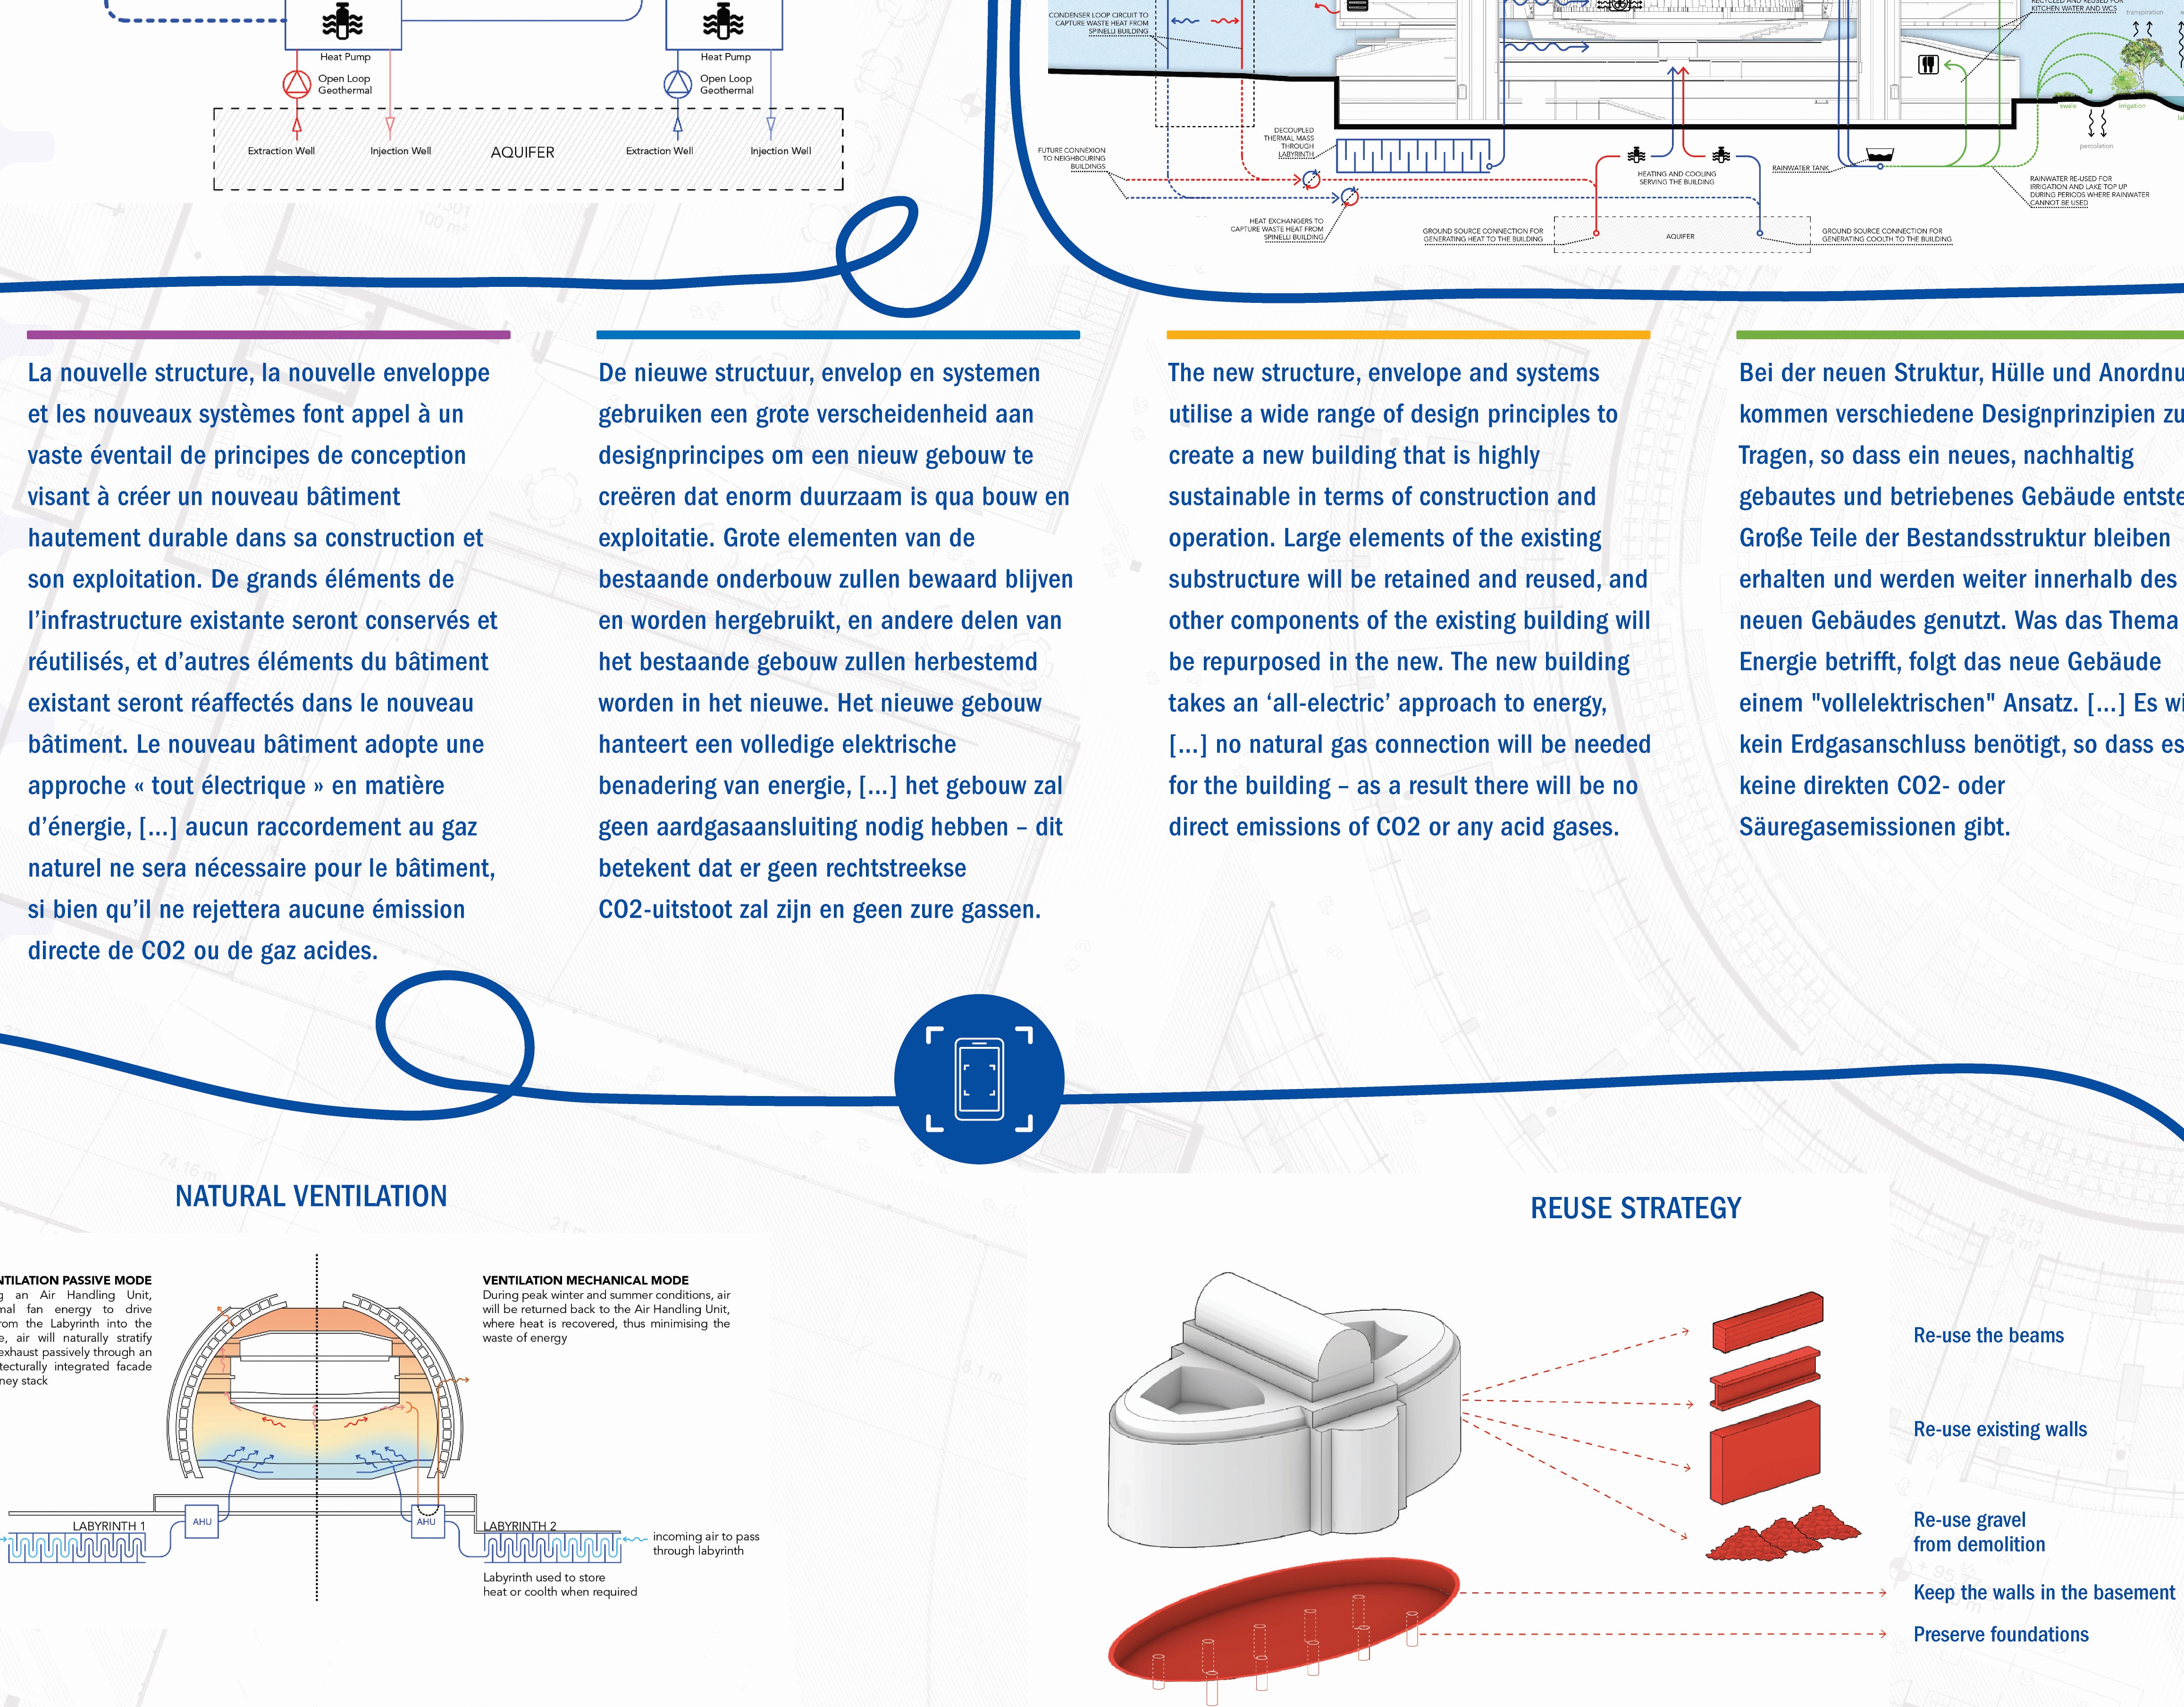 Heat Pump
Open Loop
Geothermal
Heat Pump
Open Loop
Geothermal
Extraction Well
Injection Well
AQUIFER
Extraction Well
Injection Well
CONDENSER LOOP CIRCUIT TO
CAPTURE WASTE HEAT FROM
SPINELLI BUILDING
RECYCLED AND REUSED FOR
KITCHEN WATER AND WCS
transpiration
swale
irrigation
percolation
FUTURE CONNEXION
TO NEIGHBOURING
BUILDINGS
DECOUPLED
THERMAL MASS
THROUGH
LABYRINTH
HEAT EXCHANGERS TO
CAPTURE WASTE HEAT FROM
SPINELLI BUILDING
HEATING AND COOLING
SERVING THE BUILDING
RAINWATER TANK
RAINWATER RE-USED FOR
IRRIGATION AND LAKE TOP UP
DURING PERIODS WHERE RAINWATER
CANNOT BE USED
GROUND SOURCE CONNECTION FOR
GENERATING HEAT TO THE BUILDING
AQUIFER
GROUND SOURCE CONNECTION FOR
GENERATING COOLTH TO THE BUILDING
La nouvelle structure, la nouvelle enveloppe
et les nouveaux systèmes font appel à un
vaste éventail de principes de conception
visant à créer un nouveau bâtiment
hautement durable dans sa construction et
son exploitation. De grands éléments de
l’infrastructure existante seront conservés et
réutilisés, et d’autres éléments du bâtiment
existant seront réaffectés dans le nouveau
bâtiment. Le nouveau bâtiment adopte une
approche « tout électrique » en matière
d’énergie, [...] aucun raccordement au gaz
naturel ne sera nécessaire pour le bâtiment,
si bien qu’il ne rejettera aucune émission
directe de CO2 ou de gaz acides.
De nieuwe structuur, envelop en systemen
gebruiken een grote verscheidenheid aan
designprincipes om een nieuw gebouw te
creëren dat enorm duurzaam is qua bouw en
exploitatie. Grote elementen van de
bestaande onderbouw zullen bewaard blijven
en worden hergebruikt, en andere delen van
het bestaande gebouw zullen herbestemd
worden in het nieuwe. Het nieuwe gebouw
hanteert een volledige elektrische
benadering van energie, [...] het gebouw zal
geen aardgasaansluiting nodig hebben – dit
betekent dat er geen rechtstreekse
CO2-uitstoot zal zijn en geen zure gassen.
The new structure, envelope and systems
utilise a wide range of design principles to
create a new building that is highly
sustainable in terms of construction and
operation. Large elements of the existing
substructure will be retained and reused, and
other components of the existing building will
be repurposed in the new. The new building
takes an ‘all-electric’ approach to energy,
[...] no natural gas connection will be needed
for the building – as a result there will be no
direct emissions of CO2 or any acid gases.
Bei der neuen Struktur, Hülle und Anordnu
kommen verschiedene Designprinzipien zu
Tragen, so dass ein neues, nachhaltig
gebautes und betriebenes Gebäude entste
Große Teile der Bestandsstruktur bleiben
erhalten und werden weiter innerhalb des
neuen Gebäudes genutzt. Was das Thema
Energie betrifft, folgt das neue Gebäude
einem "vollelektrischen" Ansatz. [...] Es wi
kein Erdgasanschluss benötigt, so dass es
keine direkten CO2- oder
Säuregasemissionen gibt.
NATURAL VENTILATION
NTILATION PASSIVE MODE
g an Air Handling Unit,
mal fan energy to drive
rom the Labyrinth into the
e, air will naturally stratify
exhaust passively through an
tecturally integrated facade
ney stack
VENTILATION MECHANICAL MODE
During peak winter and summer conditions, air
will be returned back to the Air Handling Unit,
where heat is recovered, thus minimising the
waste of energy
LABYRINTH 1
AHU
AHU
LABYRINTH 2
incoming air to pass
through labyrinth
Labyrinth used to store
heat or coolth when required
REUSE STRATEGY
Re-use the beams
Re-use existing walls
Re-use gravel
from demolition
Keep the walls in the basement
Preserve foundations
74.16 m
8.1 m